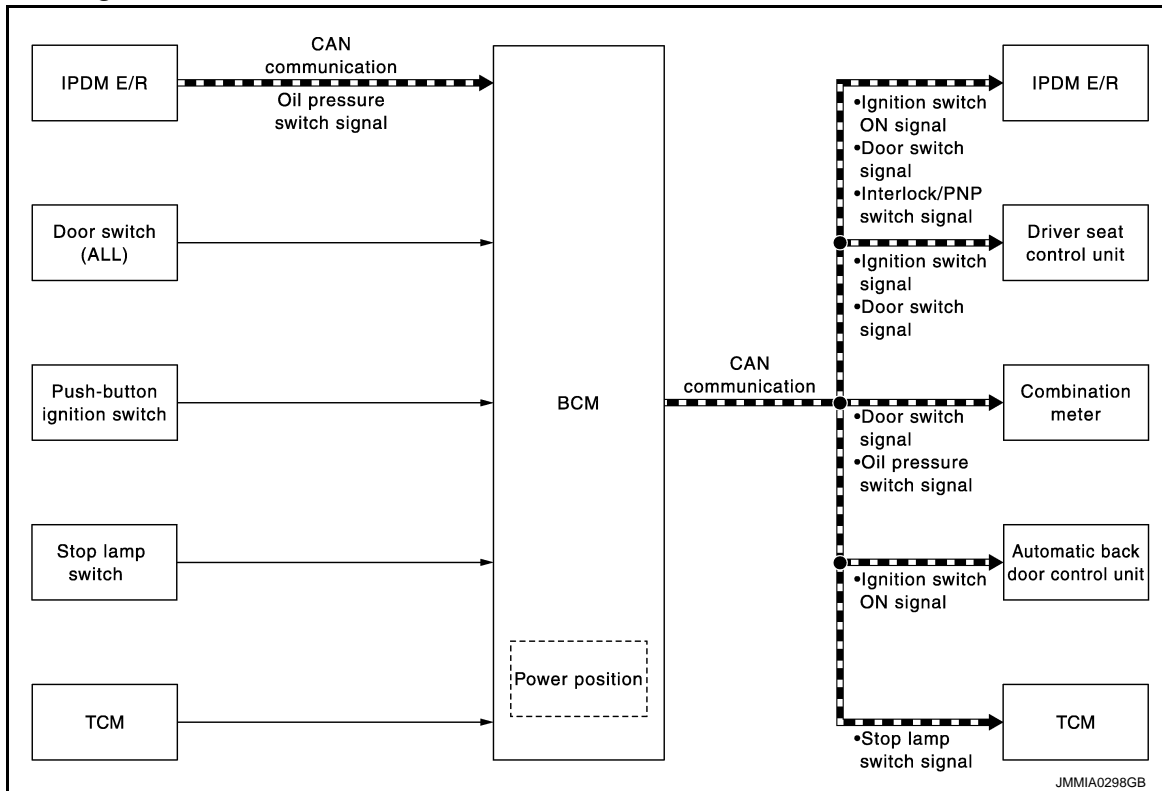 IPDM E/R
CAN
communication
Oil pressure
switch signal
Door switch
(ALL)
Push-button
ignition switch
Stop lamp
switch
TCM
BCM
Power position
CAN
communication
IPDM E/R
•Ignition switch
ON signal
•Door switch
signal
•Interlock/PNP
switch signal
Driver seat
control unit
•Ignition switch
signal
•Door switch
signal
Combination
meter
•Door switch
signal
•Oil pressure
switch signal
Automatic back
door control unit
•Ignition switch
ON signal
TCM
•Stop lamp
switch signal
JMMIA0298GB